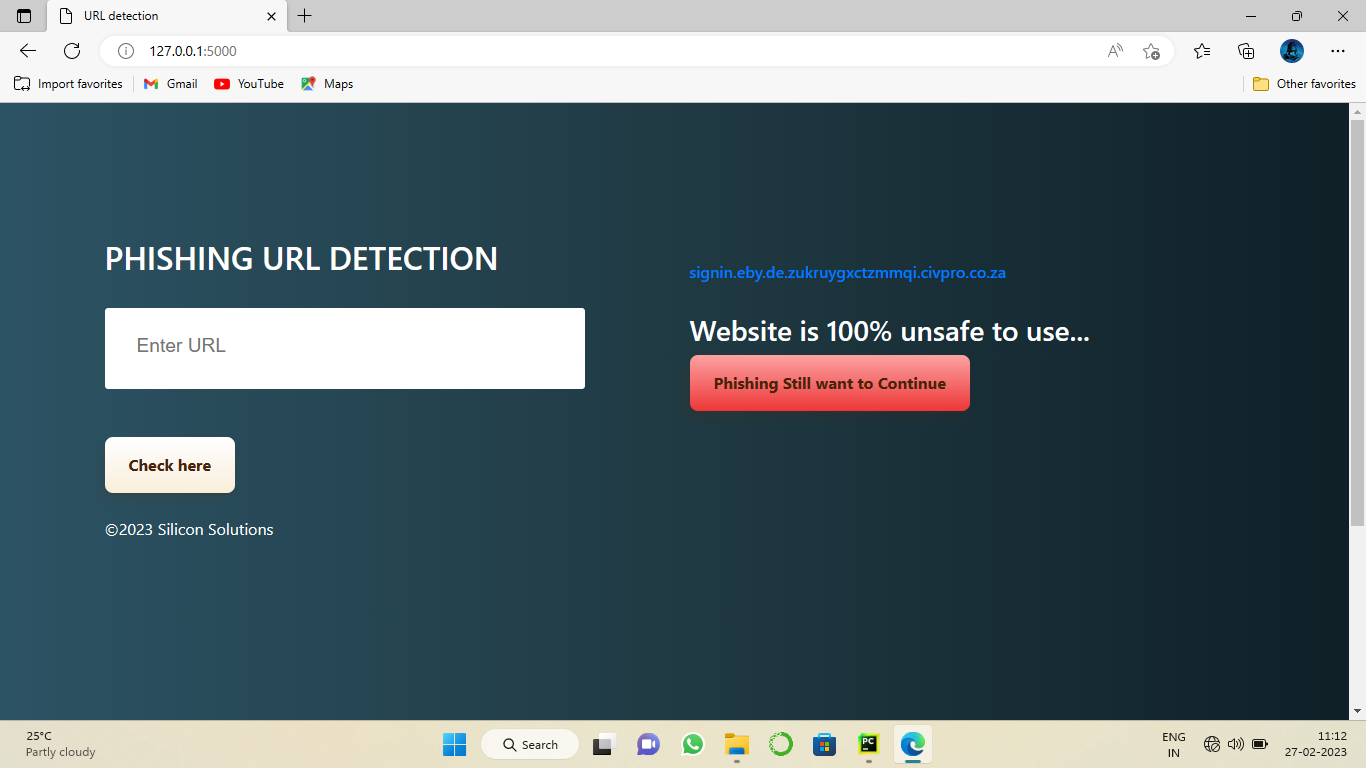 URL detection
127.0.0.1:5000
Import favorites
Gmail
YouTube
Maps
Other favorites
PHISHING URL DETECTION
Enter URL
Check here
©2023 Silicon Solutions
signin.eby.de.zukruygxctzmmqi.civpro.co.za
Website is 100% unsafe to use...
Phishing Still want to Continue
25°C
Partly cloudy
Search
PC
ENG
IN
11:12
27-02-2023